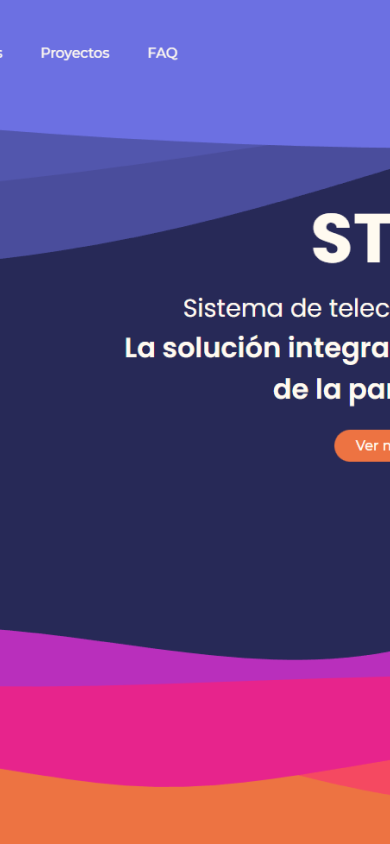 Proyectos FAQ
ST
Sistema de telec
La solución integra
de la par
Ver